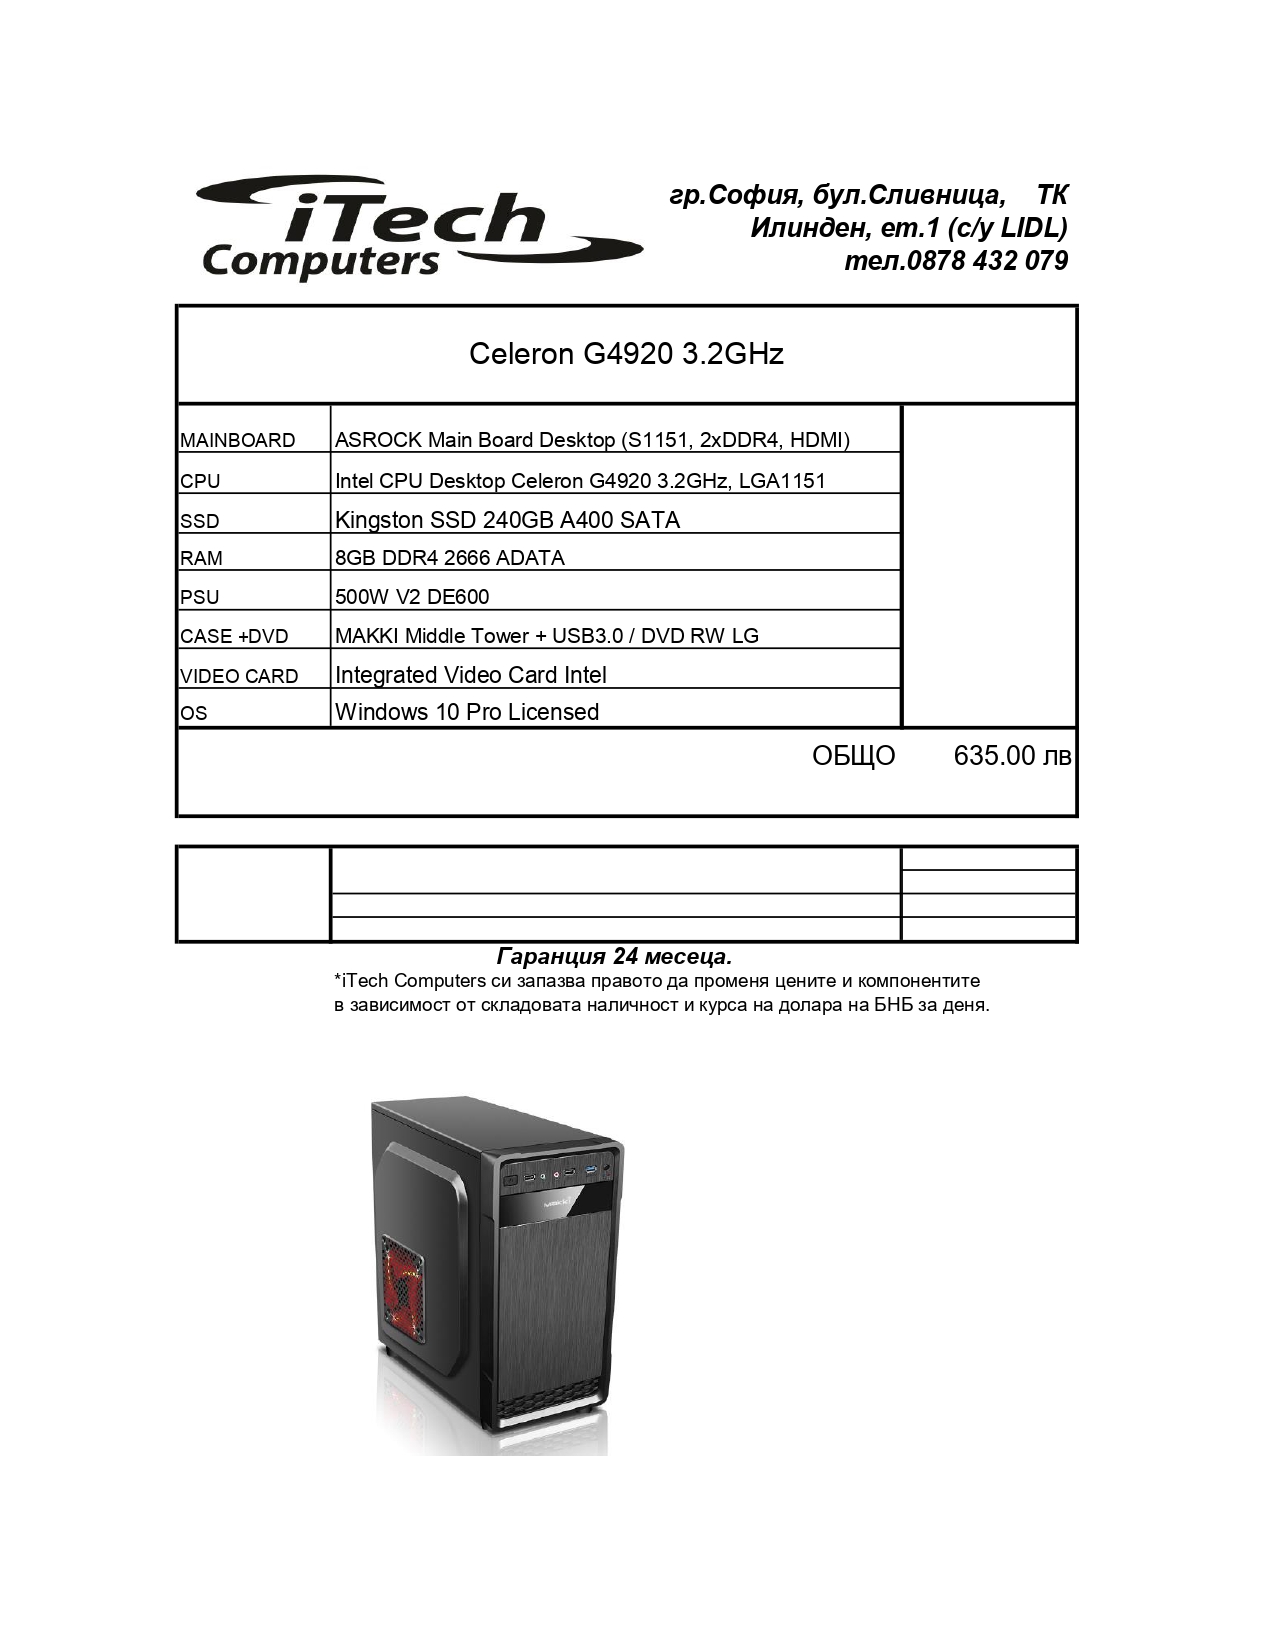 iTech
Computers
гр.София, бул.Сливница, ТК
Илинден, ет.1 (с/у LIDL)
тел.0878 432 079
Celeron G4920 3.2GHz
MAINBOARD ASROCK Main Board Desktop (S1151, 2xDDR4, HDMI)
CPU Intel CPU Desktop Celeron G4920 3.2GHz, LGA1151
SSD Kingston SSD 240GB A400 SATA
RAM 8GB DDR4 2666 ADATA
PSU 500W V2 DE600
CASE +DVD MAKKI Middle Tower + USB3.0 / DVD RW LG
VIDEO CARD Integrated Video Card Intel
OS Windows 10 Pro Licensed
ОБЩО 635.00 лв
Гаранция 24 месеца.
*iTech Computers си запазва правото да променя цените и компонентите
в зависимост от складовата наличност и курса на долара на БНБ за деня.